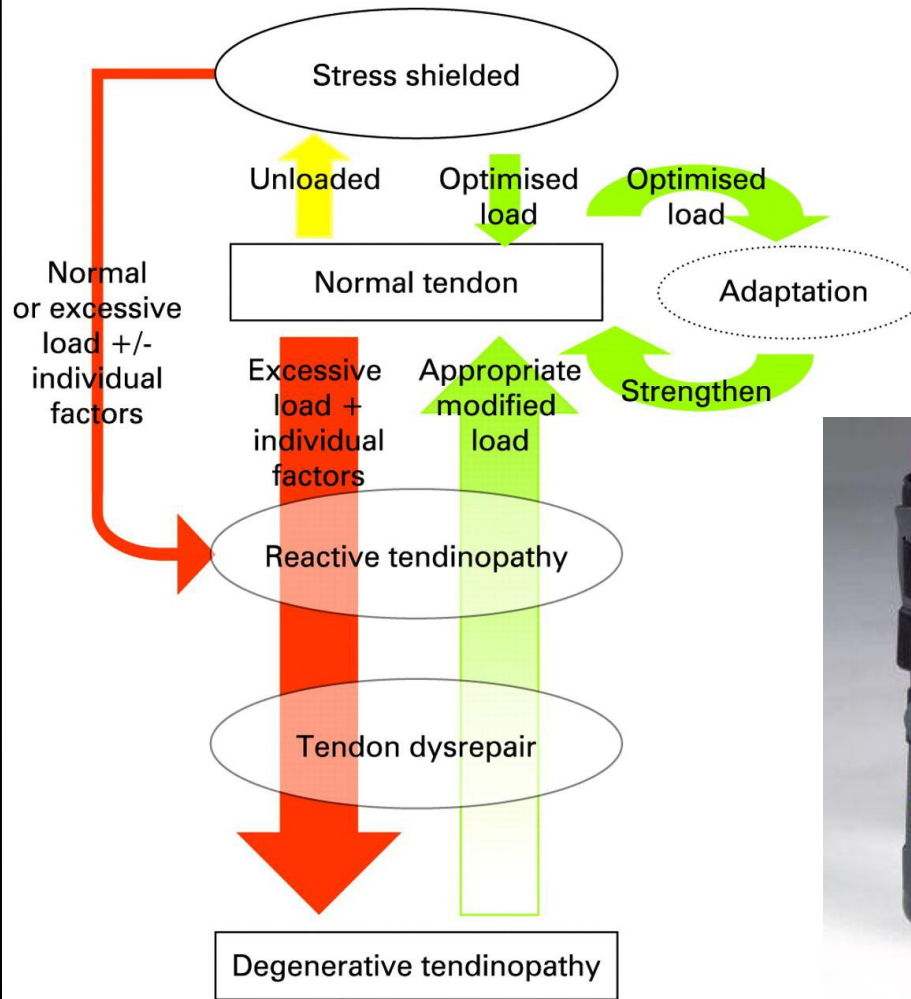 Stress shielded
Unloaded
Optimised
load
Optimised
load
Normal
or excessive
load +/-
individual
factors
Normal tendon
Adaptation
Excessive
load +
individual
factors
Appropriate
modified
load
Strengthen
Reactive tendinopathy
Tendon dysrepair
Degenerative tendinopathy